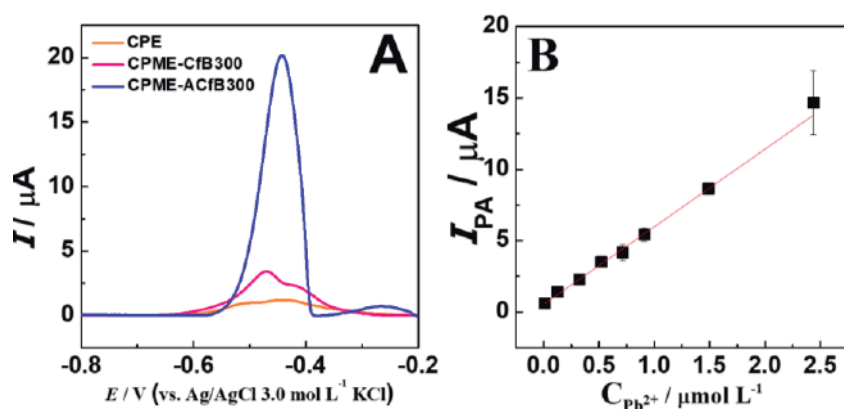 A
CPE
CPME-CfB300
CPME-ACfB300
I / μA
20
15
10
5
0
-0.8
-0.6
-0.4
-0.2
E / V (vs. Ag/AgCl 3.0 mol L⁻¹ KCl)
B
I_PA / μA
20
15
10
5
0
0.0
0.5
1.0
1.5
2.0
2.5
C_Pb²⁺ / μmol L⁻¹